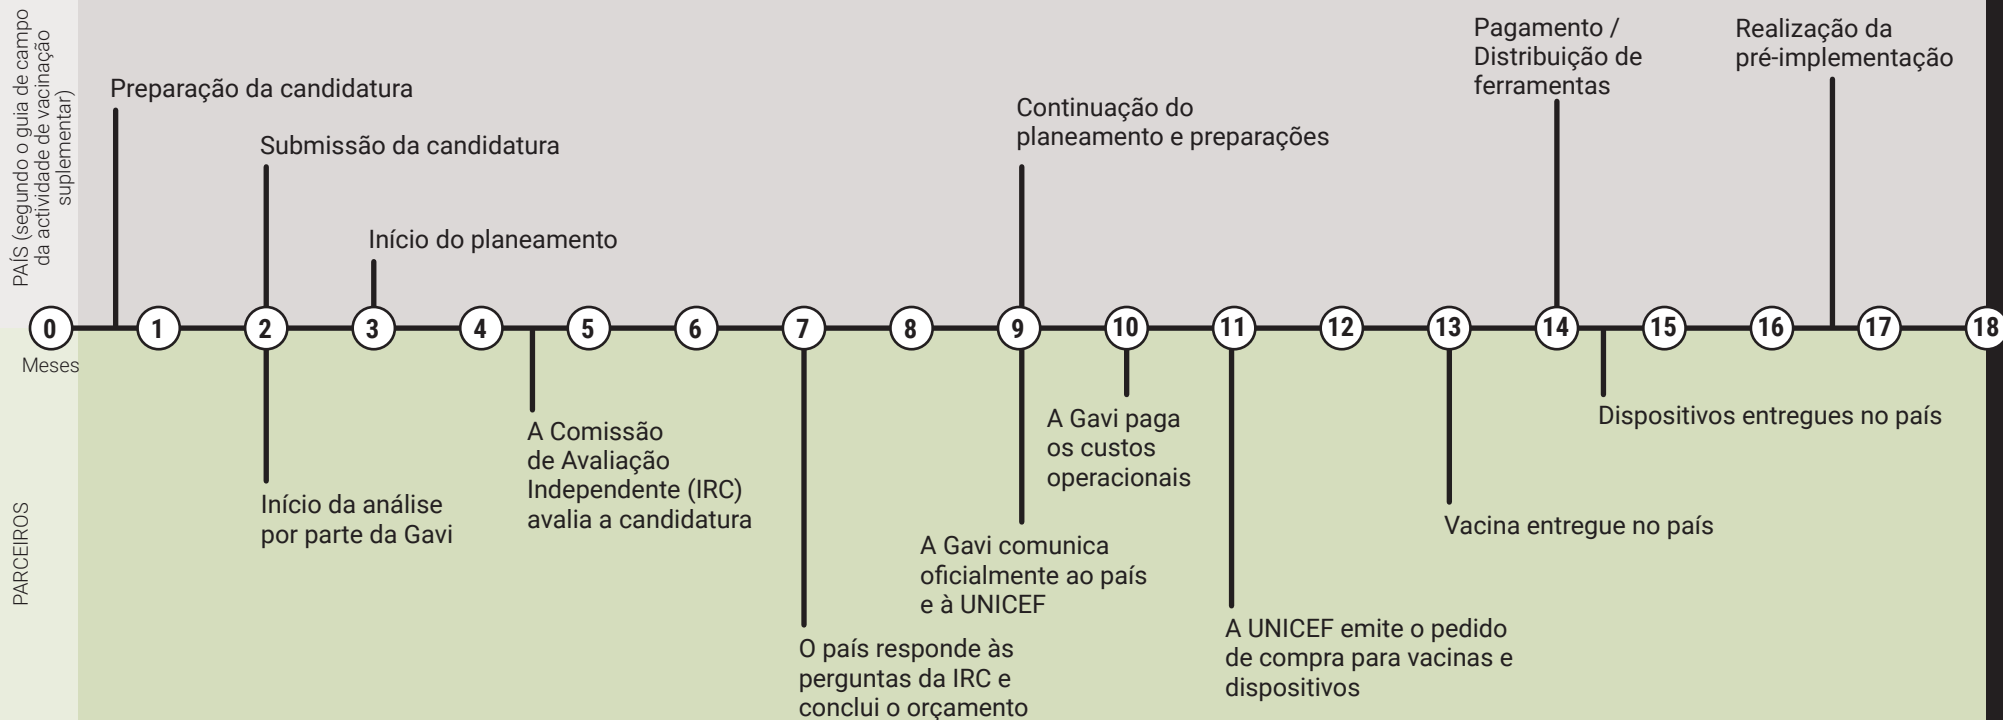 PAÍS (segundo o guia de campo
da actividade de vacinação
suplementar)
Preparação da candidatura
Submissão da candidatura
Início do planeamento
Continuação do
planeamento e preparações
Pagamento /
Distribuição de
ferramentas
Realização da
pré-implementação
0 1 2 3 4 5 6 7 8 9 10 11 12 13 14 15 16 17 18
Meses
PARCEIROS
Início da análise
por parte da Gavi
A Comissão
de Avaliação
Independente (IRC)
avalia a candidatura
O país responde às
perguntas da IRC e
conclui o orçamento
A Gavi comunica
oficialmente ao país
e à UNICEF
A Gavi paga
os custos
operacionais
A UNICEF emite o pedido
de compra para vacinas e
dispositivos
Vacina entregue no país
Dispositivos entregues no país